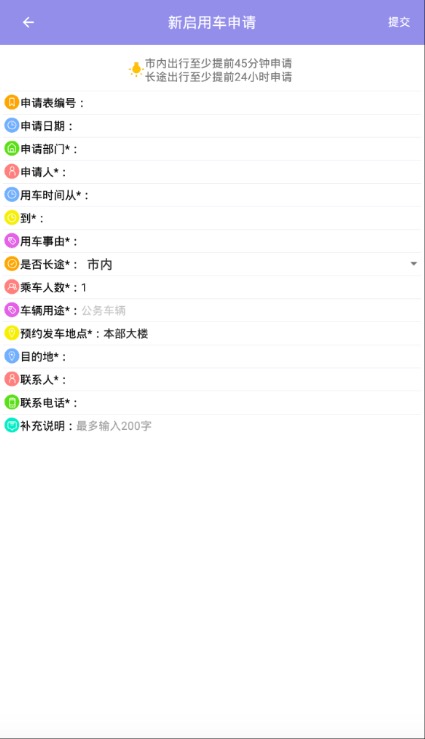 新启用车申请
提交
市内出行至少提前45分钟申请
长途出行至少提前24小时申请
申请表编号：
申请日期：
申请部门*：
申请人*：
用车时间从*：
到*：
用车事由*：
是否长途*： 市内
乘车人数*：1
车辆用途*：公务车辆
预约发车地点*：本部大楼
目的地*：
联系人*：
联系电话*：
补充说明：最多输入200字